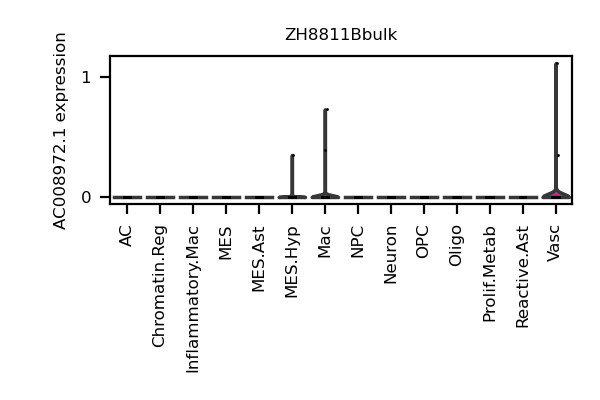 ZH8811Bbulk
AC008972.1 expression
1
0
AC
Chromatin.Reg
Inflammatory.Mac
MES
MES.Ast
MES.Hyp
Mac
NPC
Neuron
OPC
Oligo
Prolif.Metab
Reactive.Ast
Vasc